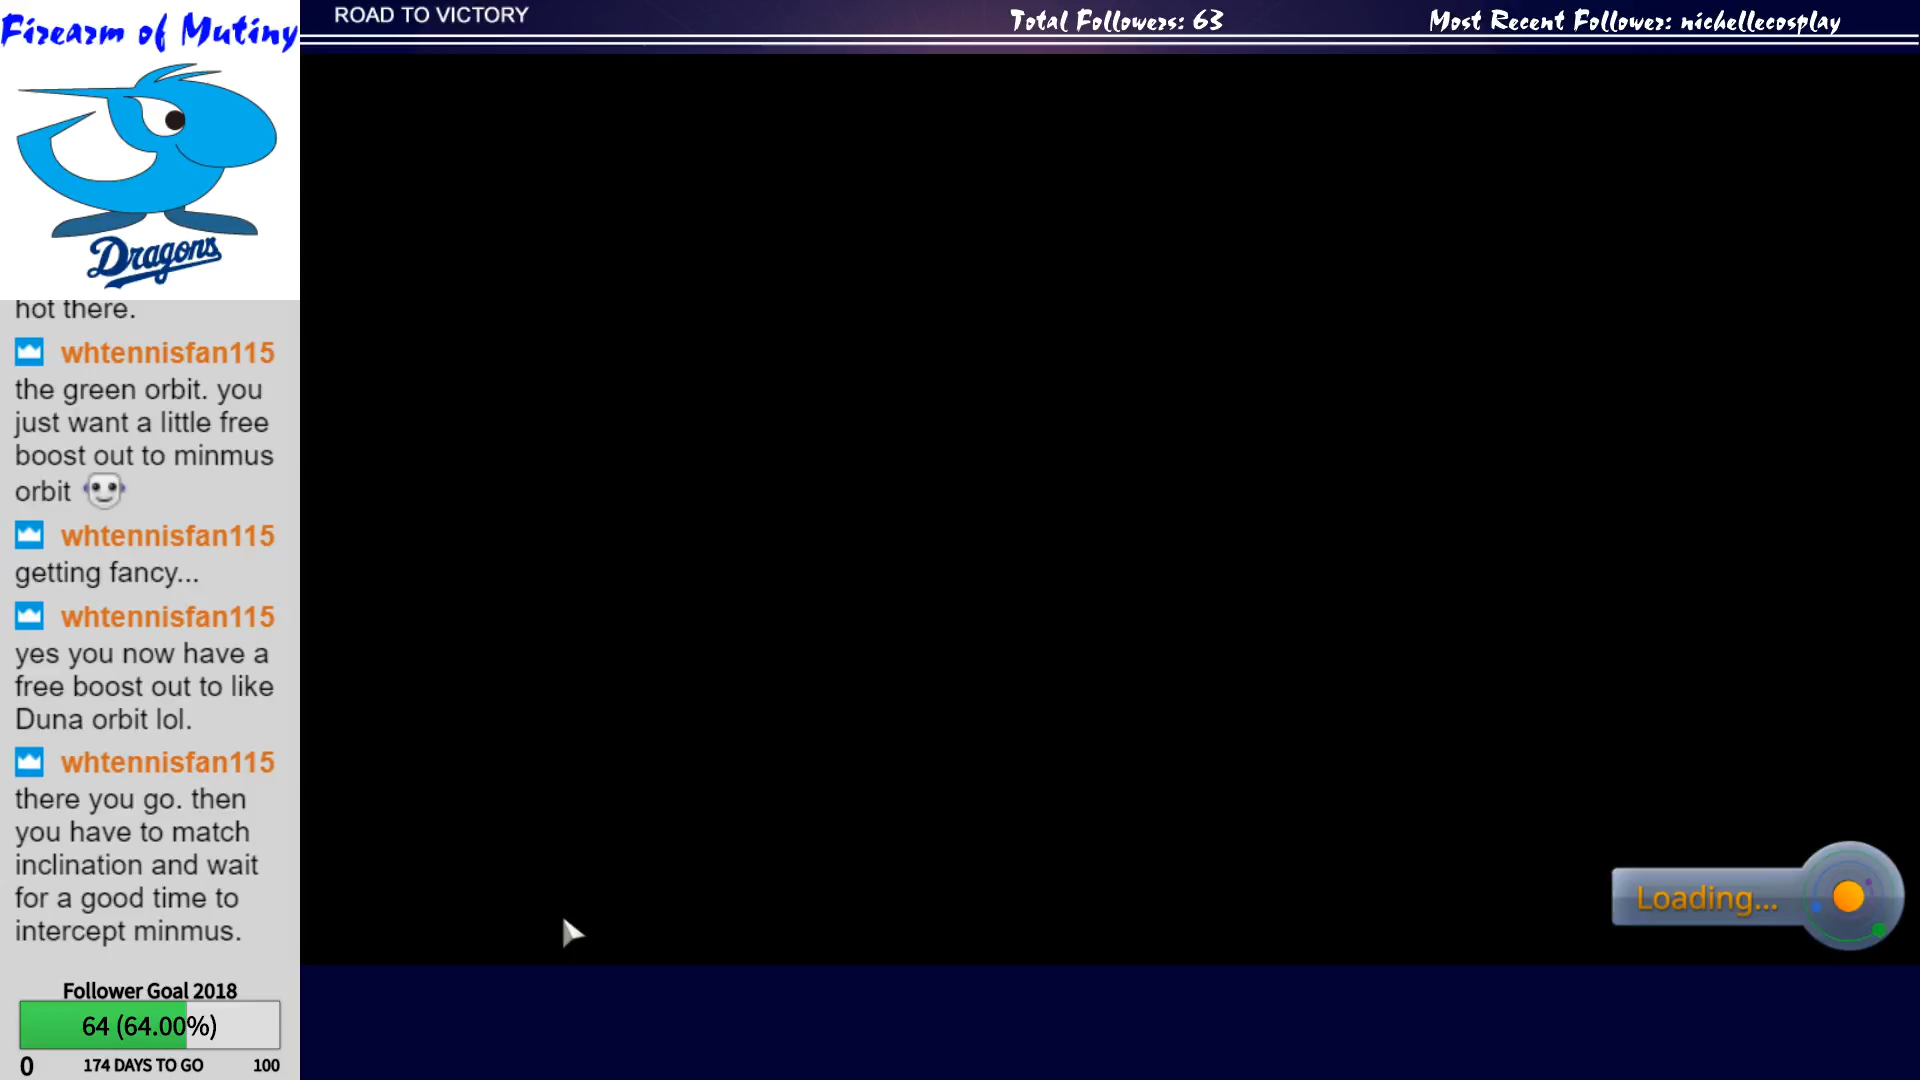 Firearm of Mutiny
ROAD TO VICTORY
Total Followers: 63
Most Recent Follower: nichellecosplay
Dragons
hot there.
whtennisfan115
the green orbit. you
just want a little free
boost out to minmus
orbit
whtennisfan115
getting fancy...
whtennisfan115
yes you now have a
free boost out to like
Duna orbit lol.
whtennisfan115
there you go. then
you have to match
inclination and wait
for a good time to
intercept minmus.
Loading...
Follower Goal 2018
64 (64.00%)
0 174 DAYS TO GO 100